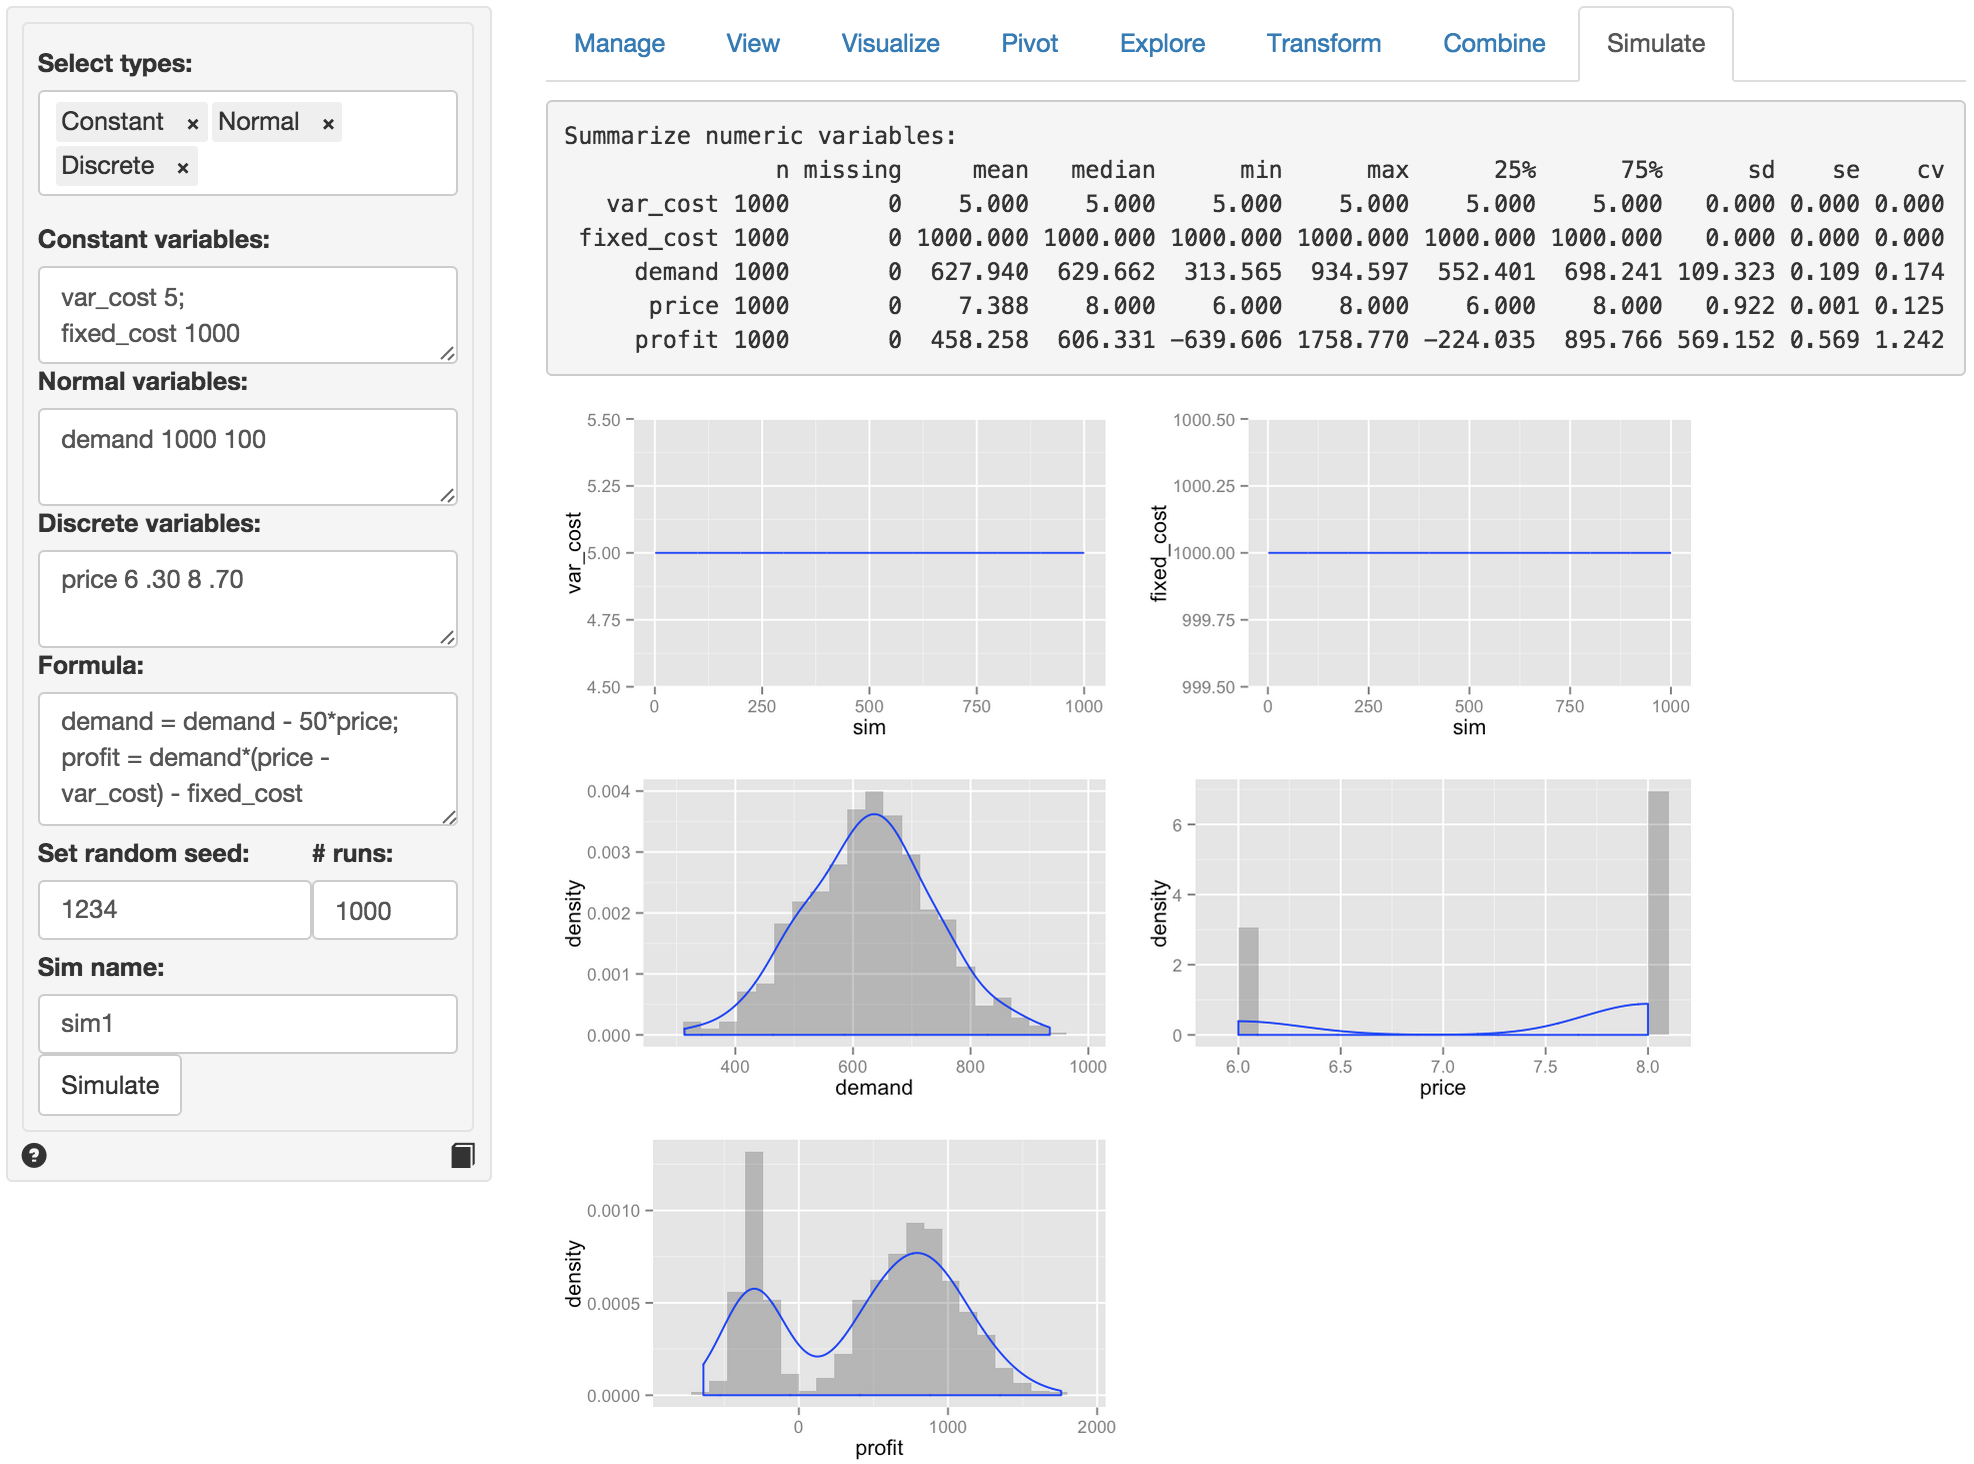 Select types:
Constant × Normal ×
Discrete ×
Constant variables:
var_cost 5;
fixed_cost 1000
Normal variables:
demand 1000 100
Discrete variables:
price 6 .30 8 .70
Formula:
demand = demand - 50*price;
profit = demand*(price -
var_cost) - fixed_cost
Set random seed: # runs:
1234 1000
Sim name:
sim1
Simulate
?
Manage View Visualize Pivot Explore Transform Combine Simulate
Summarize numeric variables:
n missing mean median min max 25% 75% sd se cv
var_cost 1000 0 5.000 5.000 5.000 5.000 5.000 5.000 0.000 0.000 0.000
fixed_cost 1000 0 1000.000 1000.000 1000.000 1000.000 1000.000 1000.000 0.000 0.000 0.000
demand 1000 0 627.940 629.662 313.565 934.597 552.401 698.241 109.323 0.109 0.174
price 1000 0 7.388 8.000 6.000 8.000 6.000 8.000 0.922 0.001 0.125
profit 1000 0 458.258 606.331 -639.606 1758.770 -224.035 895.766 569.152 0.569 1.242
var_cost
5.50
5.25
5.00
4.75
4.50
0 250 500 750 1000
sim
fixed_cost
1000.50
1000.25
1000.00
999.75
999.50
0 250 500 750 1000
sim
density
0.004
0.003
0.002
0.001
0.000
400 600 800 1000
demand
density
6
4
2
0
6.0 6.5 7.0 7.5 8.0
price
density
0.0010
0.0005
0.0000
0 1000 2000
profit